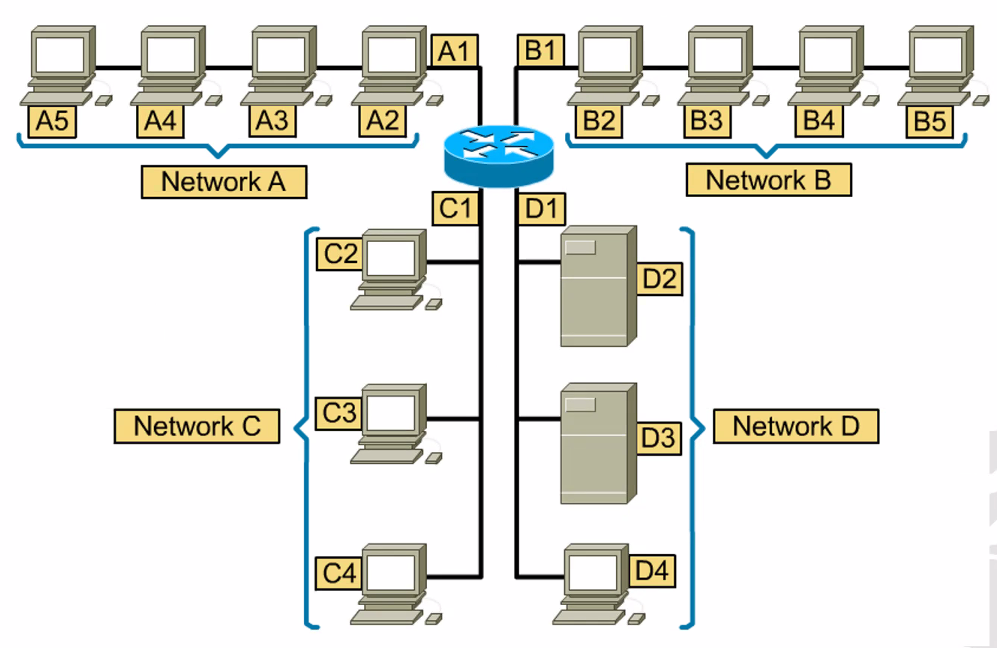 A1
B1
A5
A4
A3
A2
B2
B3
B4
B5
Network A
Network B
C1
D1
C2
D2
C3
D3
Network C
Network D
C4
D4